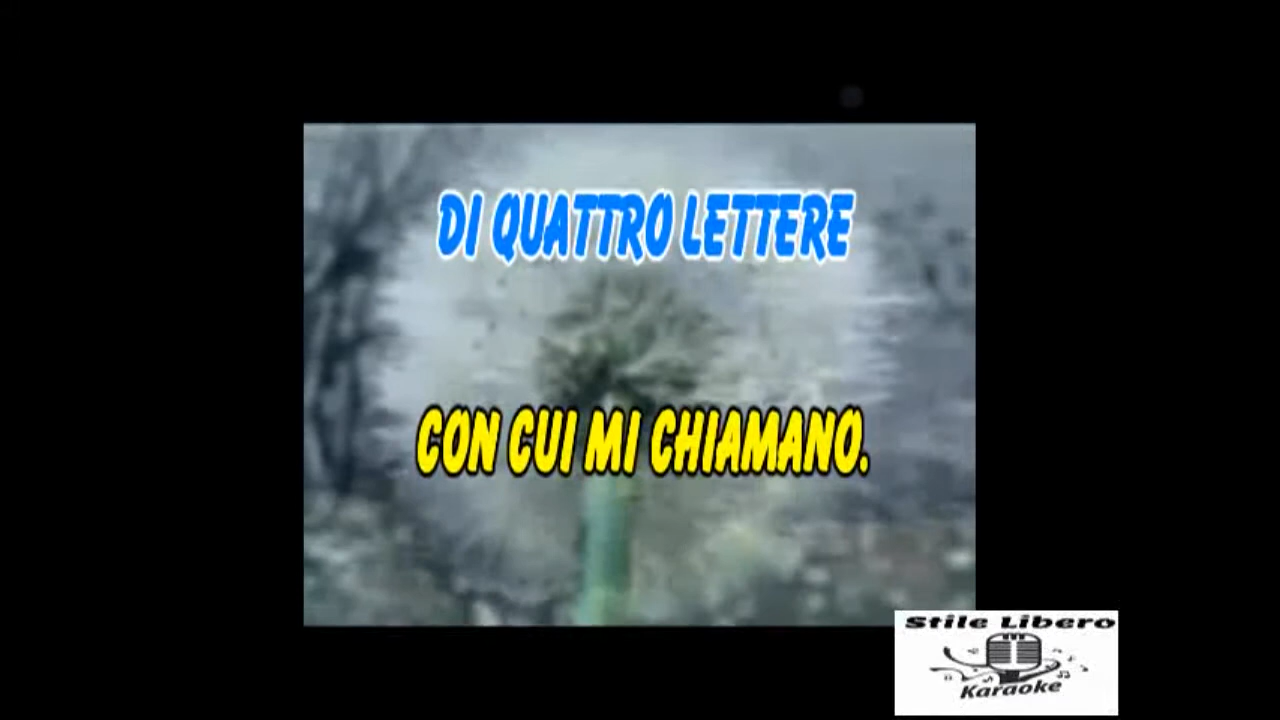 DI QUATTRO LETTERE
CON CUI MI CHIAMANO.
Stile Libero
Karaoke